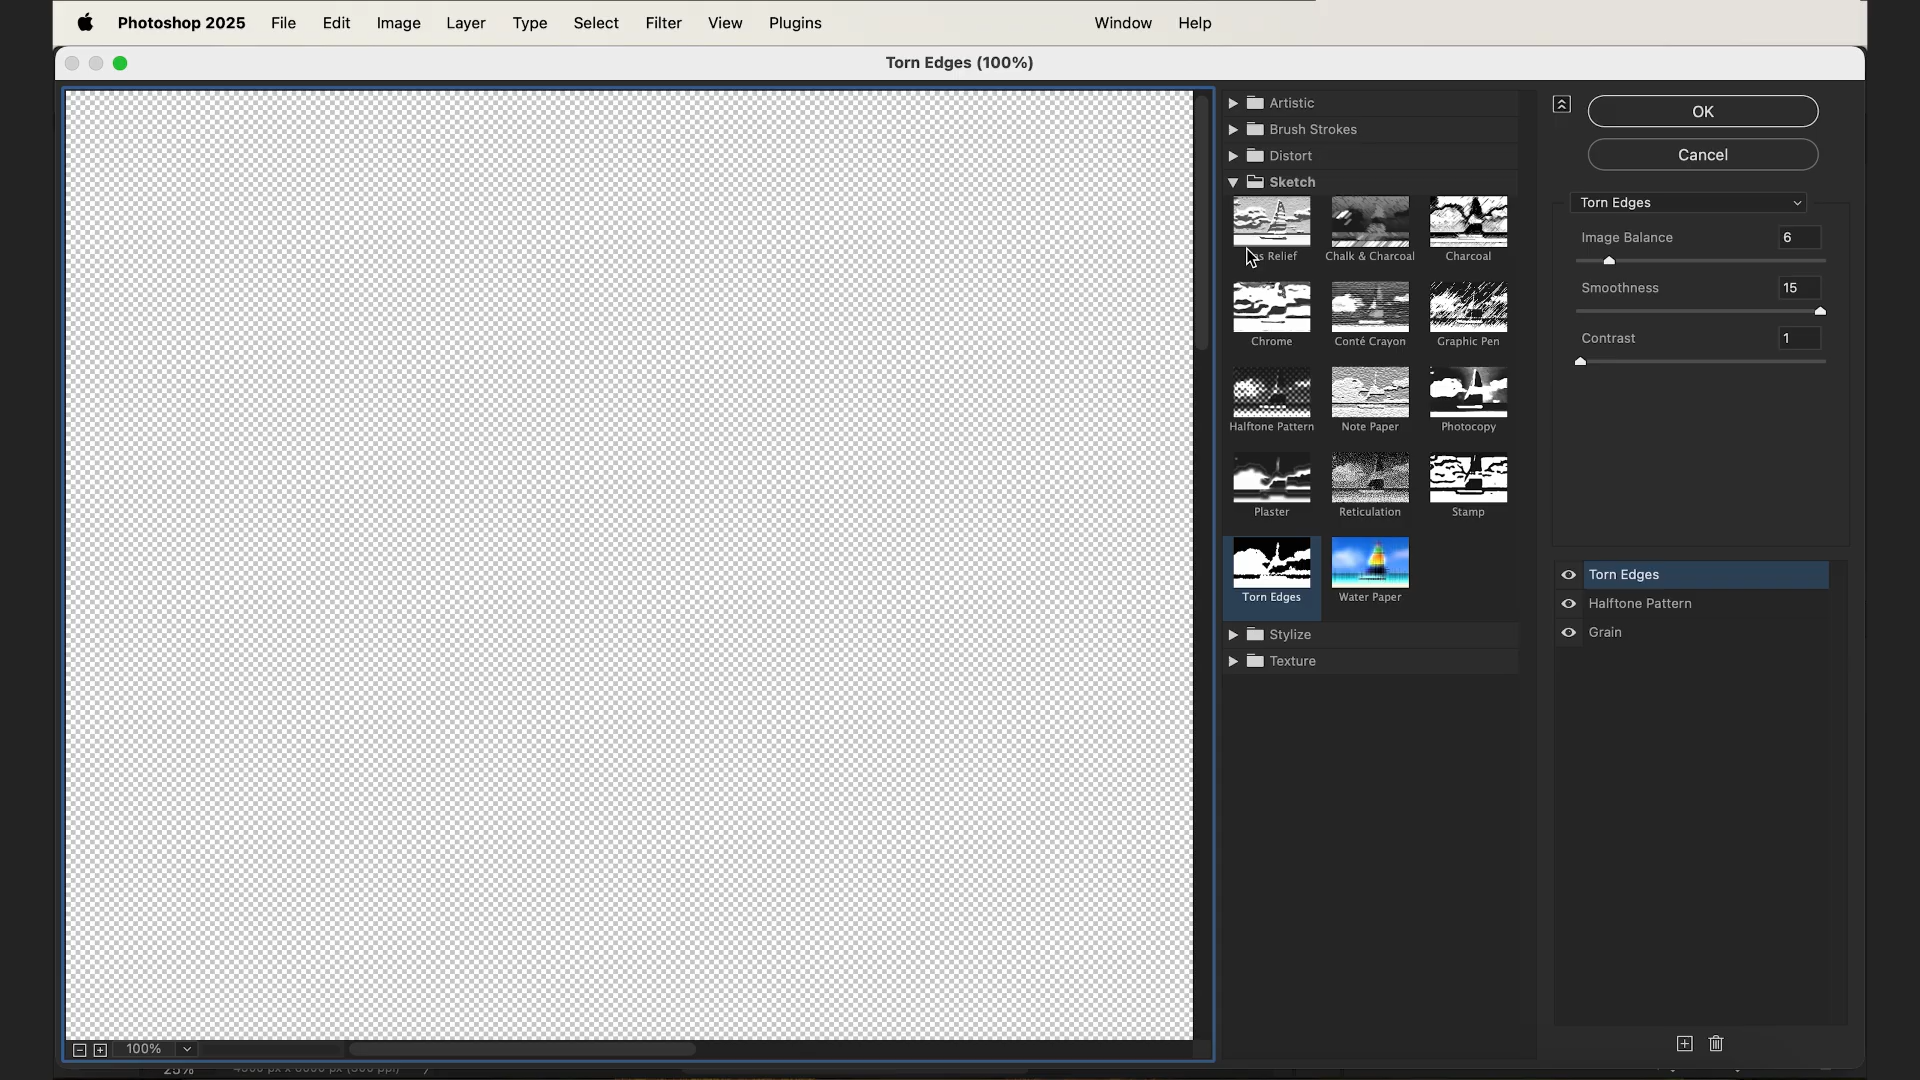 Photoshop 2025 File Edit Image Layer Type Select Filter View Plugins Window Help
Torn Edges (100%)
Artistic
Brush Strokes
Distort
Sketch
Relief Chalk & Charcoal Charcoal
Chrome Conté Crayon Graphic Pen
Halftone Pattern Note Paper Photocopy
Plaster Reticulation Stamp
Torn Edges Water Paper
Stylize
Texture
OK
Cancel
Torn Edges
Image Balance 6
Smoothness 15
Contrast 1
Torn Edges
Halftone Pattern
Grain
100%
25%